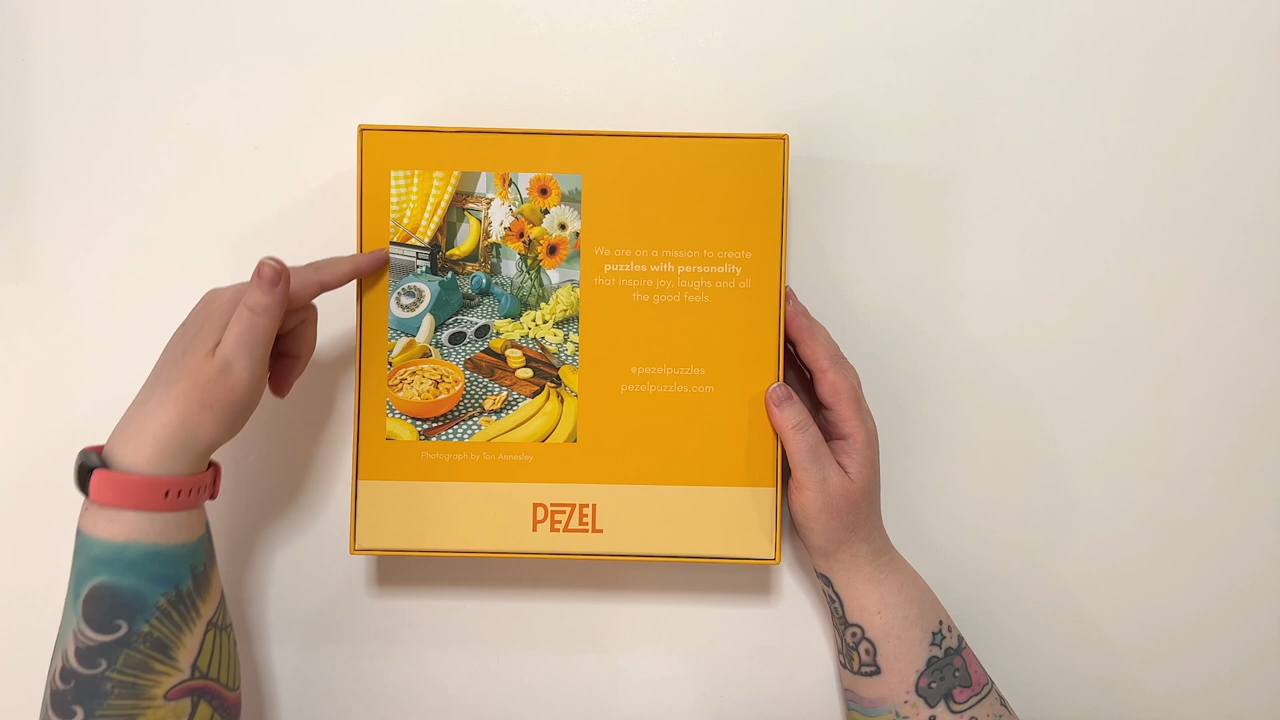 We are on a mission to create
puzzles with personality
that inspire joy, laughs and all
the good feels.
@pezelpuzzles
pezelpuzzles.com
Photograph by Tori Annesley
PEZEL